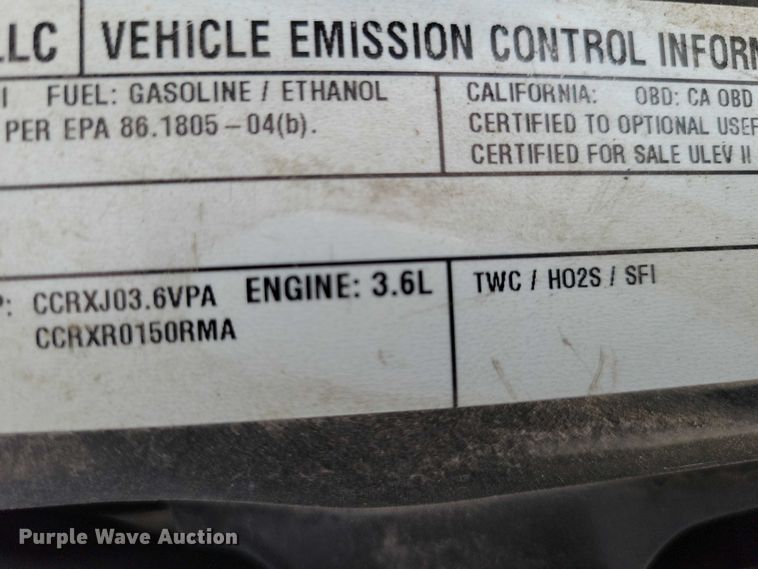 LLC VEHICLE EMISSION CONTROL INFORM
I FUEL: GASOLINE / ETHANOL
PER EPA 86.1805-04(b).
CALIFORNIA: OBD: CA OBD
CERTIFIED TO OPTIONAL USEF
CERTIFIED FOR SALE ULEV II
P: CCRXJ03.6VPA ENGINE: 3.6L
CCRXR0150RMA
TWC / HO2S / SFI
Purple Wave Auction